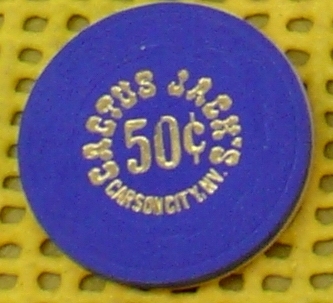 CACTUS JACK'S
50¢
CARSON CITY, NV.